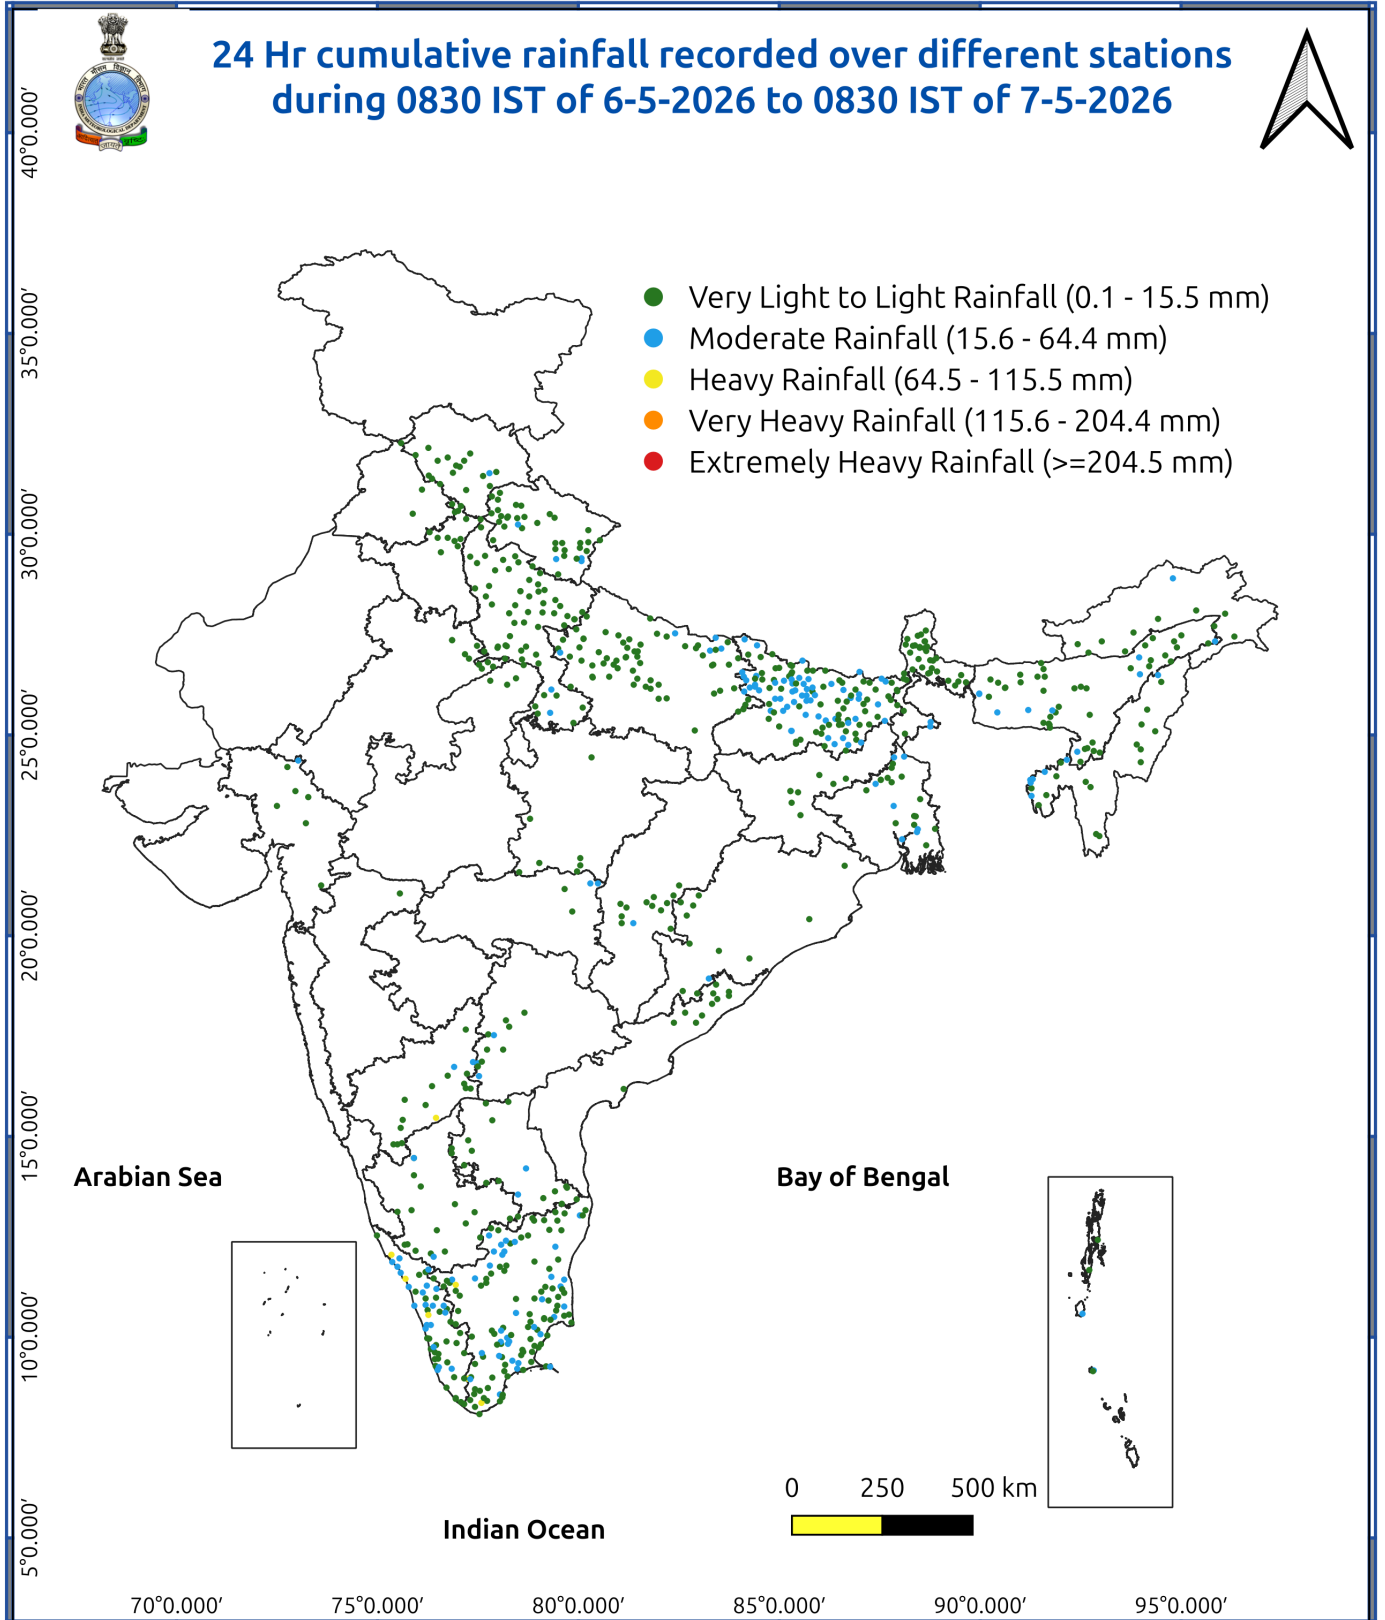 24 Hr cumulative rainfall recorded over different stations
during 0830 IST of 6-5-2026 to 0830 IST of 7-5-2026
Very Light to Light Rainfall (0.1 - 15.5 mm)
Moderate Rainfall (15.6 - 64.4 mm)
Heavy Rainfall (64.5 - 115.5 mm)
Very Heavy Rainfall (115.6 - 204.4 mm)
Extremely Heavy Rainfall (>=204.5 mm)
40°0.000′
35°0.000′
30°0.000′
25°0.000′
20°0.000′
15°0.000′
10°0.000′
5°0.000′
Arabian Sea
Bay of Bengal
Indian Ocean
0 250 500 km
70°0.000′ 75°0.000′ 80°0.000′ 85°0.000′ 90°0.000′ 95°0.000′